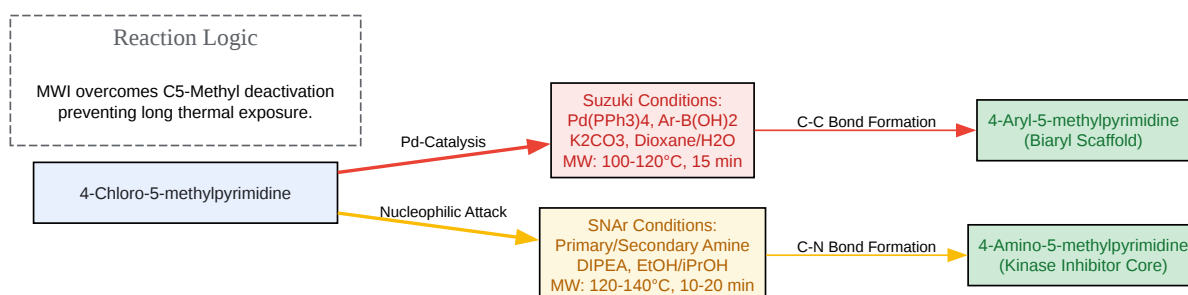 Reaction Logic
MWI overcomes C5-Methyl deactivation
preventing long thermal exposure.
4-Chloro-5-methylpyrimidine
Pd-Catalysis
Nucleophilic Attack
Suzuki Conditions:
Pd(PPh3)4, Ar-B(OH)2
K2CO3, Dioxane/H2O
MW: 100-120°C, 15 min
SNAr Conditions:
Primary/Secondary Amine
DIPEA, EtOH/iPrOH
MW: 120-140°C, 10-20 min
C-C Bond Formation
C-N Bond Formation
4-Aryl-5-methylpyrimidine
(Biaryl Scaffold)
4-Amino-5-methylpyrimidine
(Kinase Inhibitor Core)